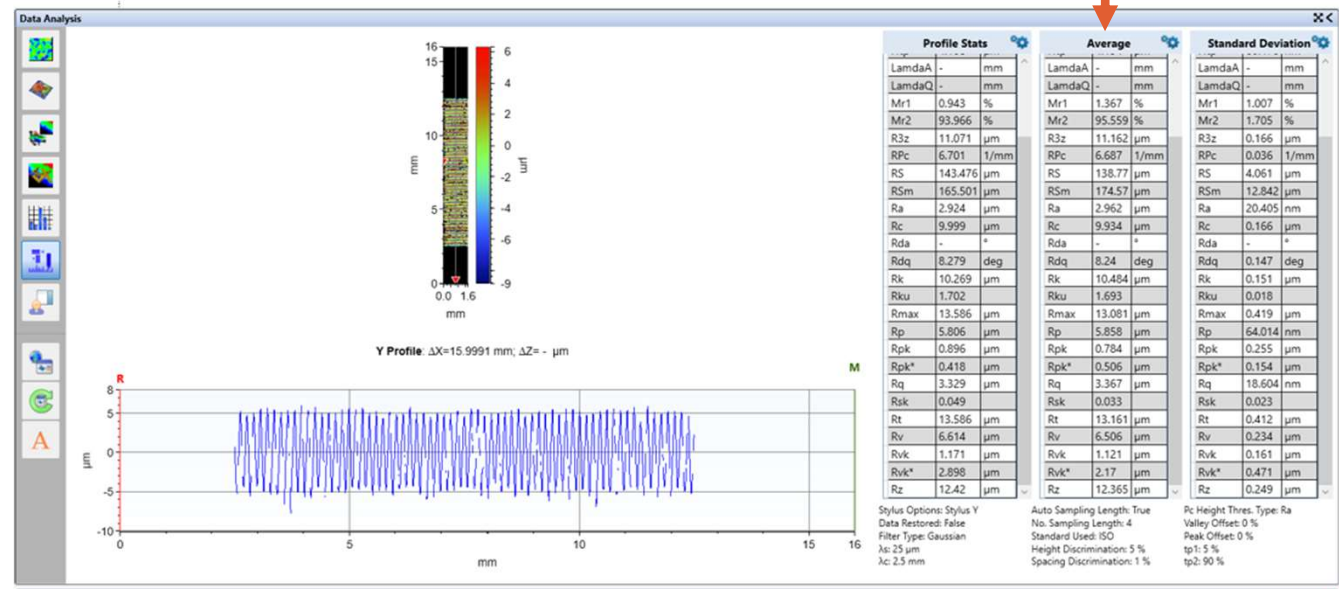 Data Analysis
16
15
10
5
0
mm
0.0 1.6
mm
6
4
2
0
-2
-4
-6
-9
µm
Y Profile: ΔX=15.9991 mm; ΔZ= - µm
R
M
8
5
0
-5
-10
µm
0 5 10 15 16
mm
A
Profile Stats
LamdaA - mm
LamdaQ - mm
Mr1 0.943 %
Mr2 93.966 %
R3z 11.071 µm
RPc 6.701 1/mm
RS 143.476 µm
RSm 165.501 µm
Ra 2.924 µm
Rc 9.999 µm
Rda - °
Rdq 8.279 deg
Rk 10.269 µm
Rku 1.702
Rmax 13.586 µm
Rp 5.806 µm
Rpk 0.896 µm
Rpk* 0.418 µm
Rq 3.329 µm
Rsk 0.049
Rt 13.586 µm
Rv 6.614 µm
Rvk 1.171 µm
Rvk* 2.898 µm
Rz 12.42 µm
Average
LamdaA - mm
LamdaQ - mm
Mr1 1.367 %
Mr2 95.559 %
R3z 11.162 µm
RPc 6.687 1/mm
RS 138.77 µm
RSm 174.57 µm
Ra 2.962 µm
Rc 9.934 µm
Rda - °
Rdq 8.24 deg
Rk 10.484 µm
Rku 1.693
Rmax 13.081 µm
Rp 5.858 µm
Rpk 0.784 µm
Rpk* 0.506 µm
Rq 3.367 µm
Rsk 0.033
Rt 13.161 µm
Rv 6.506 µm
Rvk 1.121 µm
Rvk* 2.17 µm
Rz 12.365 µm
Standard Deviation
LamdaA - mm
LamdaQ - mm
Mr1 1.007 %
Mr2 1.705 %
R3z 0.166 µm
RPc 0.036 1/mm
RS 4.061 µm
RSm 12.842 µm
Ra 20.405 nm
Rc 0.166 µm
Rda - °
Rdq 0.147 deg
Rk 0.151 µm
Rku 0.018
Rmax 0.419 µm
Rp 64.014 nm
Rpk 0.255 µm
Rpk* 0.154 µm
Rq 18.604 nm
Rsk 0.023
Rt 0.412 µm
Rv 0.234 µm
Rvk 0.161 µm
Rvk* 0.471 µm
Rz 0.249 µm
Stylus Options: Stylus Y
Data Restored: False
Filter Type: Gaussian
λs: 25 µm
λc: 2.5 mm
Auto Sampling Length: True
No. Sampling Length: 4
Standard Used: ISO
Height Discrimination: 5 %
Spacing Discrimination: 1 %
Pc Height Thres. Type: Ra
Valley Offset: 0 %
Peak Offset: 0 %
tp1: 5 %
tp2: 90 %